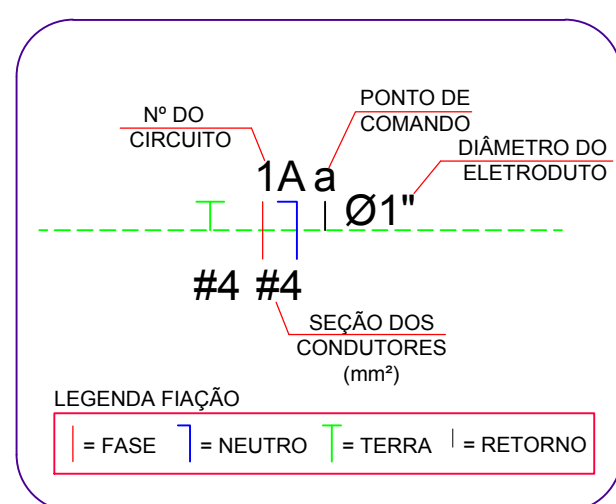 Nº DO
CIRCUITO
PONTO DE
COMANDO
DIÂMETRO DO
ELETRODUTO
1A a
Ø1"
#4 #4
SEÇÃO DOS
CONDUTORES
(mm²)
LEGENDA FIAÇÃO
= FASE = NEUTRO = TERRA = RETORNO